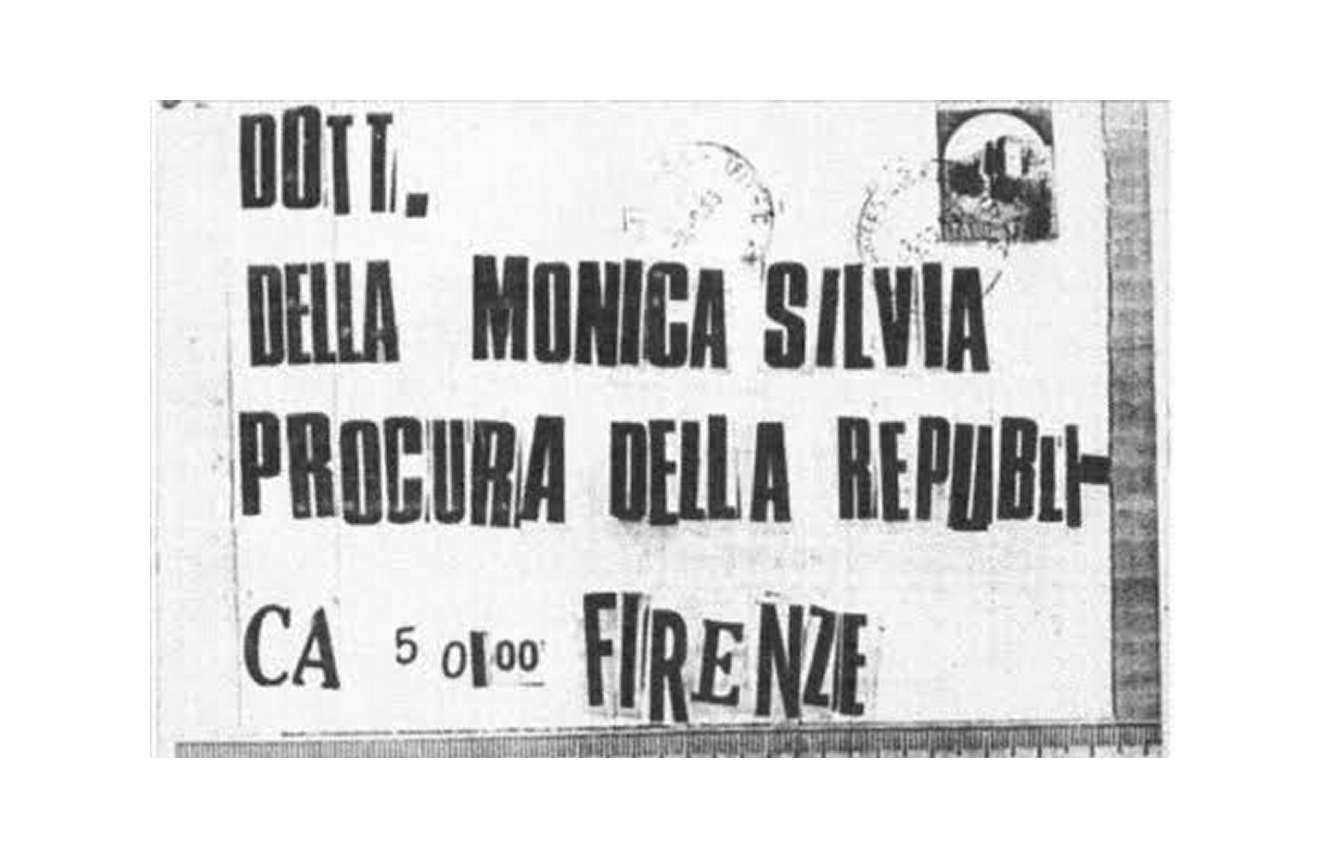 DOTT.
DELLA MONICA SILVIA
PROCURA DELLA REPUBLI-
CA 50100 FIRENZE